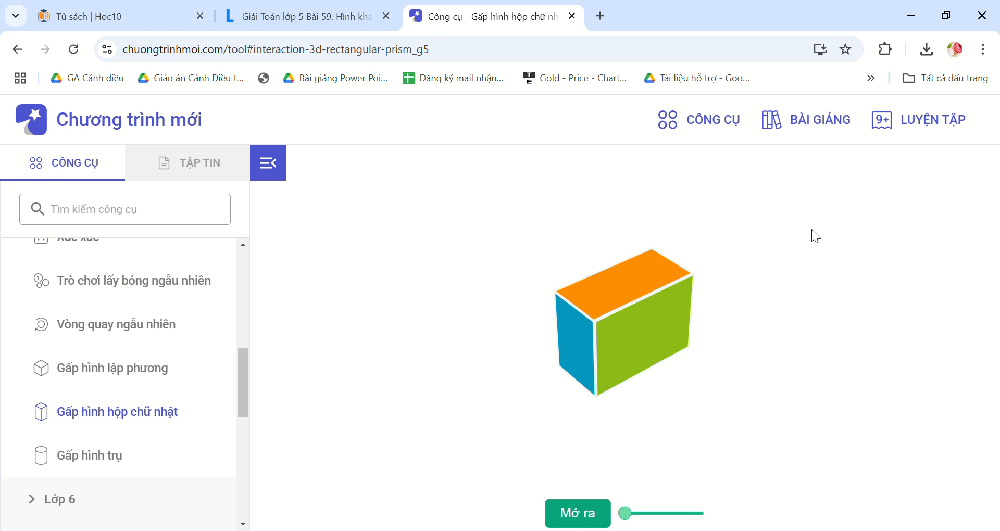 Tủ sách | Hoc10
Giải Toán lớp 5 Bài 59. Hình kha
Công cụ - Gấp hình hộp chữ nh
chuongtrinhmoi.com/tool#interaction-3d-rectangular-prism_g5
GA Cánh diều
Giáo án Cánh Diều t...
Bài giảng Power Poi...
Đăng ký mail nhận...
Gold - Price - Chart...
Tài liệu hỗ trợ - Goo...
Tất cả dấu trang
Chương trình mới
CÔNG CỤ
BÀI GIẢNG
9+
LUYỆN TẬP
CÔNG CỤ
TẬP TIN
Tìm kiếm công cụ
Xúc xắc
Trò chơi lấy bóng ngẫu nhiên
Vòng quay ngẫu nhiên
Gấp hình lập phương
Gấp hình hộp chữ nhật
Gấp hình trụ
Lớp 6
Mở ra